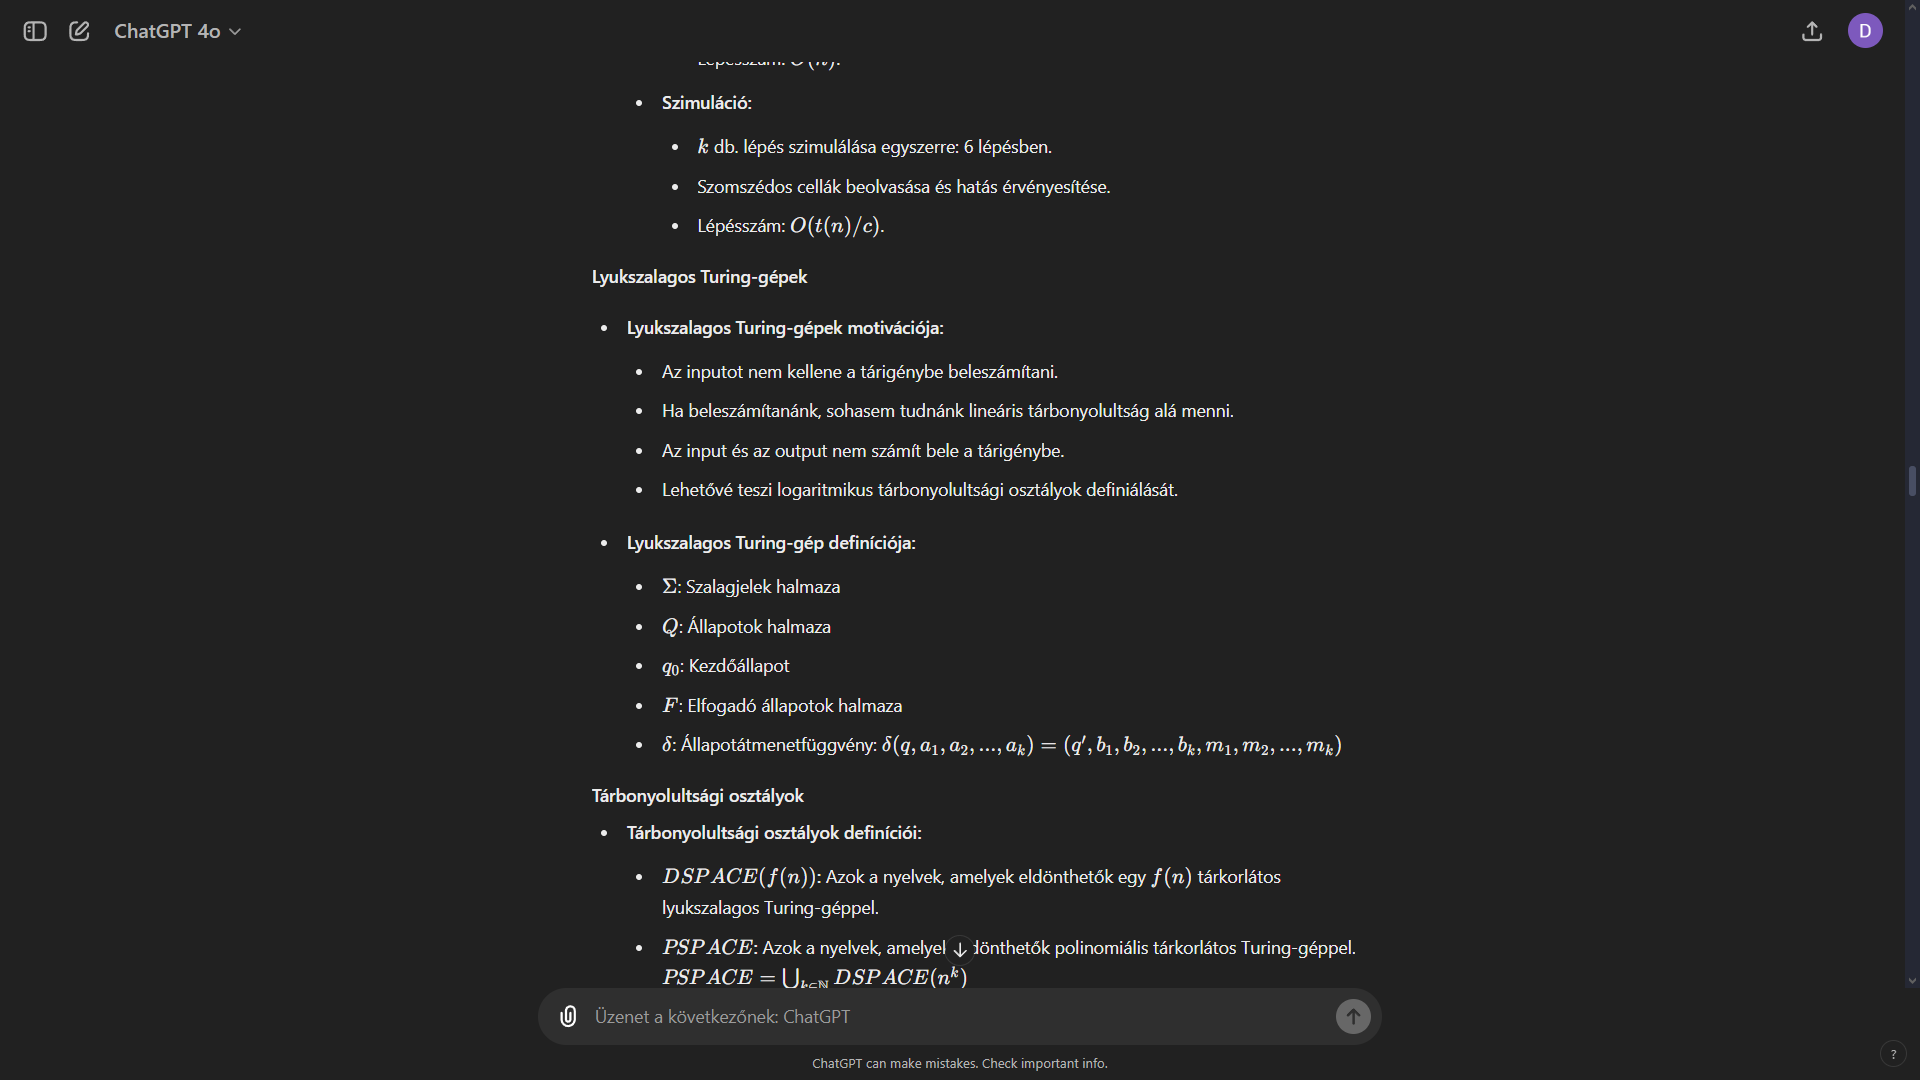 ChatGPT 4o
D
Lépésszám: O(n).
Szimuláció:
k db. lépés szimulálása egyszerre: 6 lépésben.
Szomszédos cellák beolvasása és hatás érvényesítése.
Lépésszám: O(t(n)/c).
Lyukszalagos Turing-gépek
Lyukszalagos Turing-gépek motivációja:
Az inputot nem kellene a tárigénybe beleszámítani.
Ha beleszámítanánk, sohasem tudnánk lineáris tárbonyolultság alá menni.
Az input és az output nem számít bele a tárigénybe.
Lehetővé teszi logaritmikus tárbonyolultsági osztályok definiálását.
Lyukszalagos Turing-gép definíciója:
Σ: Szalagjelek halmaza
Q: Állapotok halmaza
q₀: Kezdőállapot
F: Elfogadó állapotok halmaza
δ: Állapotátmenetfüggvény: δ(q, a₁, a₂, ..., aₖ) = (q′, b₁, b₂, ..., bₖ, m₁, m₂, ..., mₖ)
Tárbonyolultsági osztályok
Tárbonyolultsági osztályok definíciói:
DSPACE(f(n)): Azok a nyelvek, amelyek eldönthetők egy f(n) tárkorlátos
lyukszalagos Turing-géppel.
PSPACE: Azok a nyelvek, amelyek eldönthetők polinomiális tárkorlátos Turing-géppel.
PSPACE = ⋃ₖ∈ℕ DSPACE(nᵏ)
Üzenet a következőnek: ChatGPT
ChatGPT can make mistakes. Check important info.
?